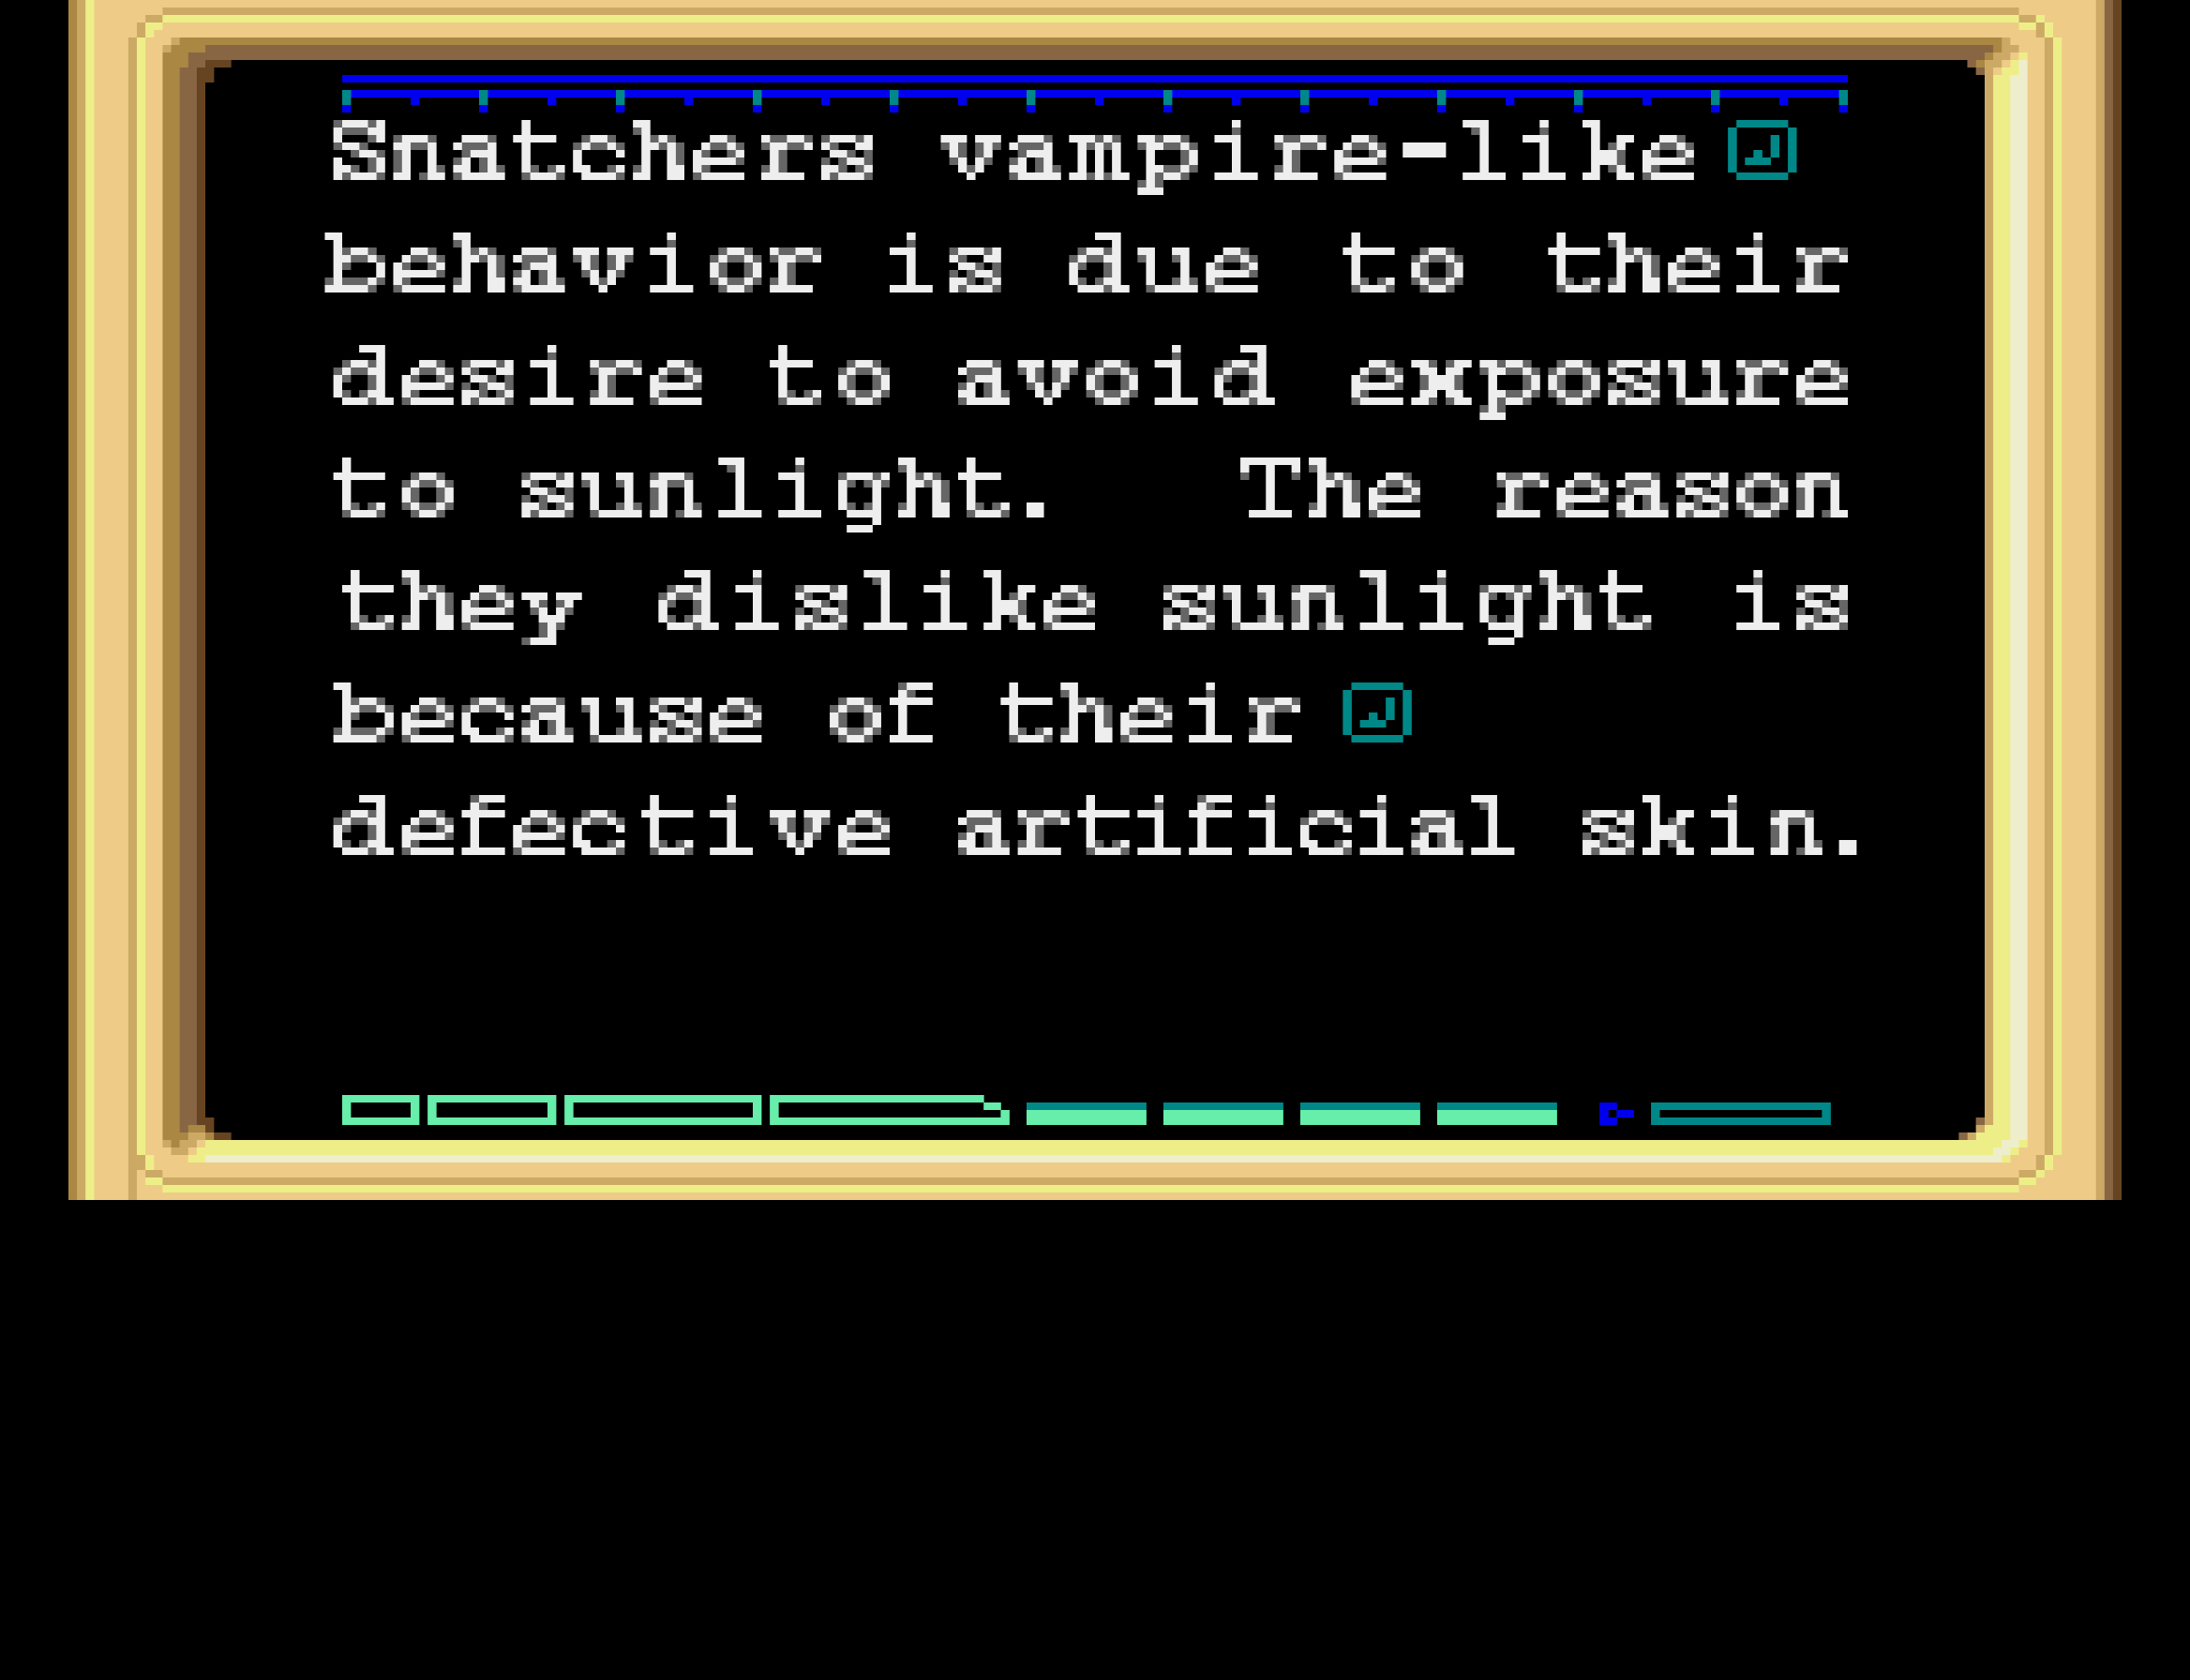 Snatchers vampire-like
behavior is due to their
desire to avoid exposure
to sunlight.  The reason
they dislike sunlight is
because of their
defective artificial skin.